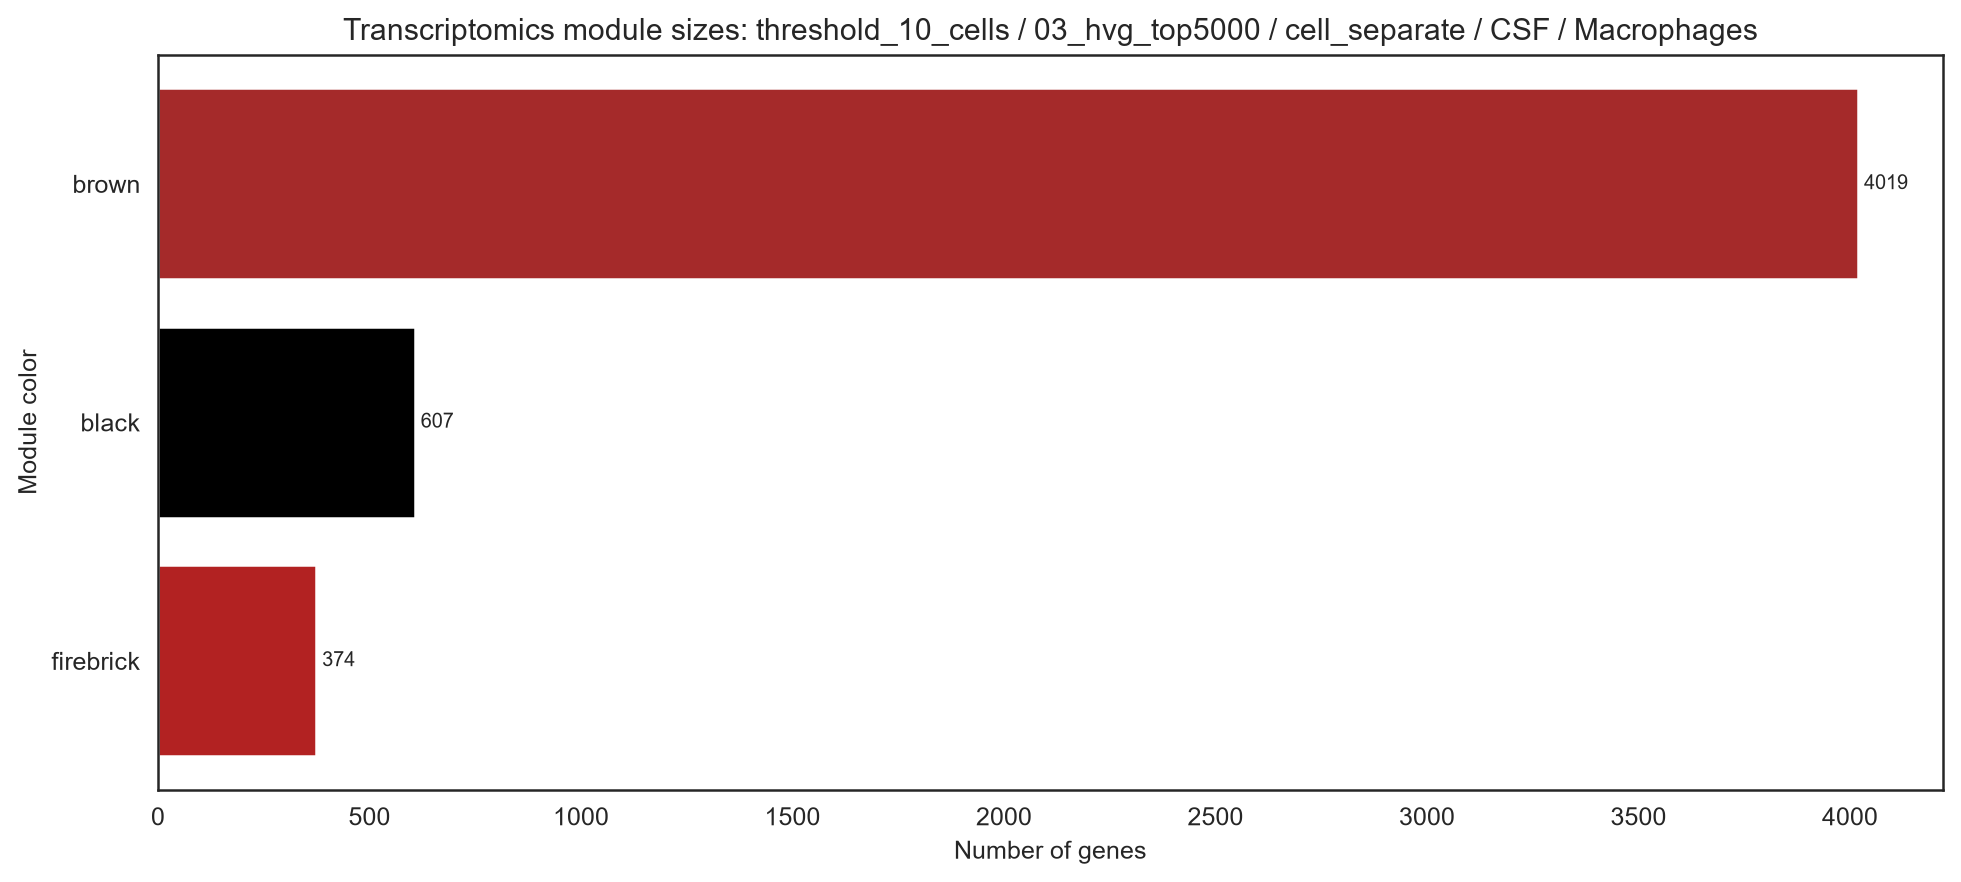 Transcriptomics module sizes: threshold_10_cells / 03_hvg_top5000 / cell_separate / CSF / Macrophages
Module color
brown
4019
black
607
firebrick
374
0 500 1000 1500 2000 2500 3000 3500 4000
Number of genes